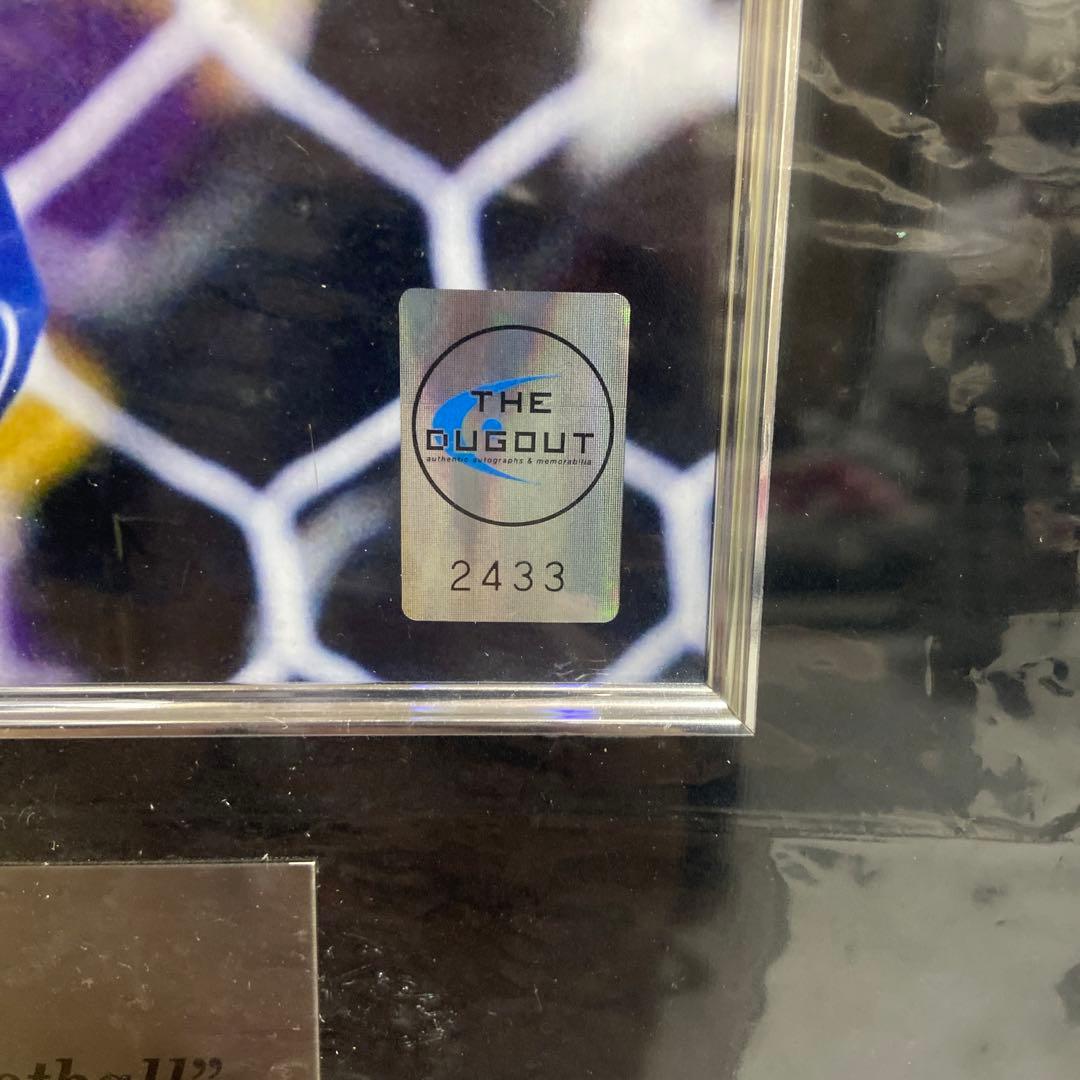 THE
DUGOUT
authentic autographs & memorabilia
2433